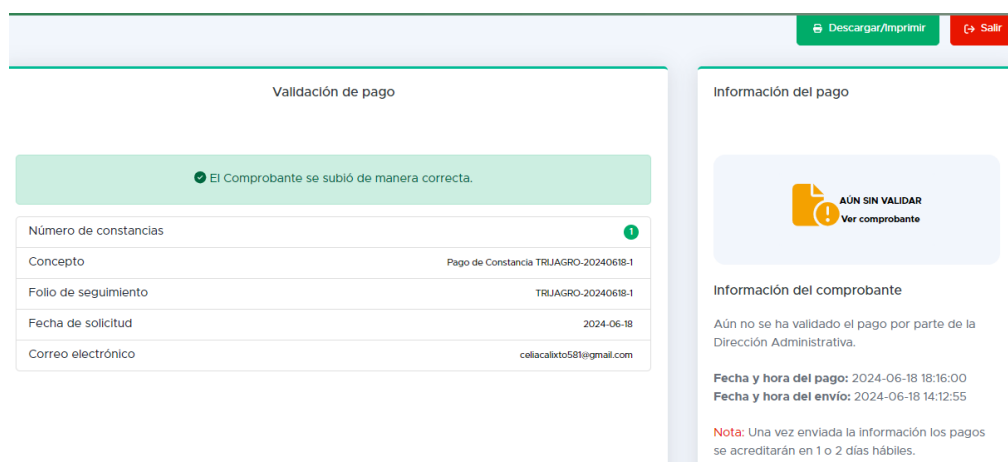 Descargar/Imprimir
Salir
Validación de pago
El Comprobante se subió de manera correcta.
Número de constancias 1
Concepto Pago de Constancia TRIJAGRO-20240618-1
Folio de seguimiento TRIJAGRO-20240618-1
Fecha de solicitud 2024-06-18
Correo electrónico celiacalixto581@gmail.com
Información del pago
AÚN SIN VALIDAR
Ver comprobante
Información del comprobante
Aún no se ha validado el pago por parte de la
Dirección Administrativa.
Fecha y hora del pago: 2024-06-18 18:16:00
Fecha y hora del envío: 2024-06-18 14:12:55
Nota: Una vez enviada la información los pagos
se acreditarán en 1 o 2 días hábiles.